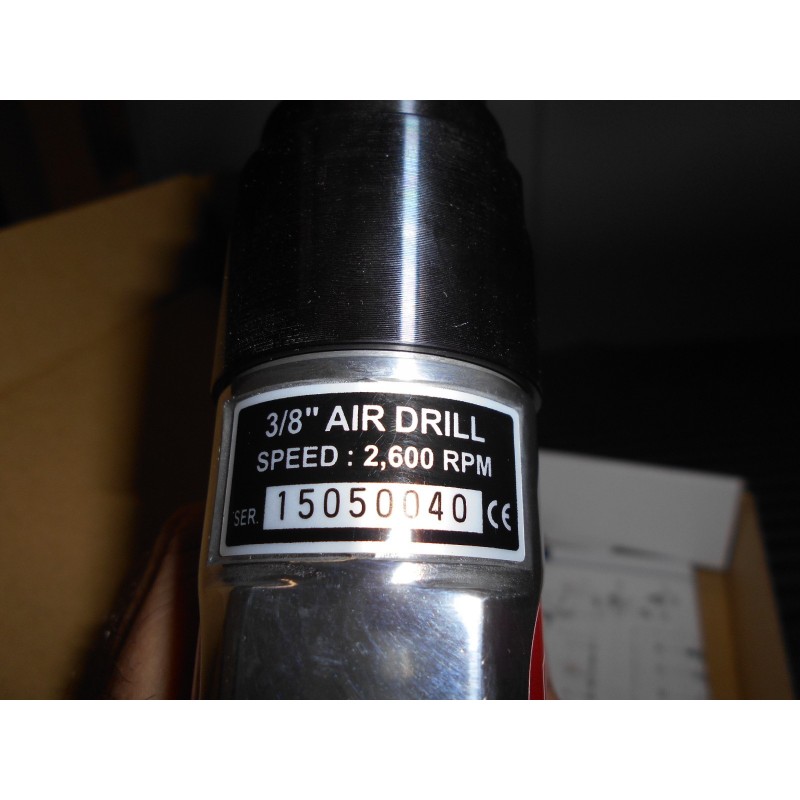 3/8" AIR DRILL
SPEED : 2,600 RPM
SER. 15050040 CE